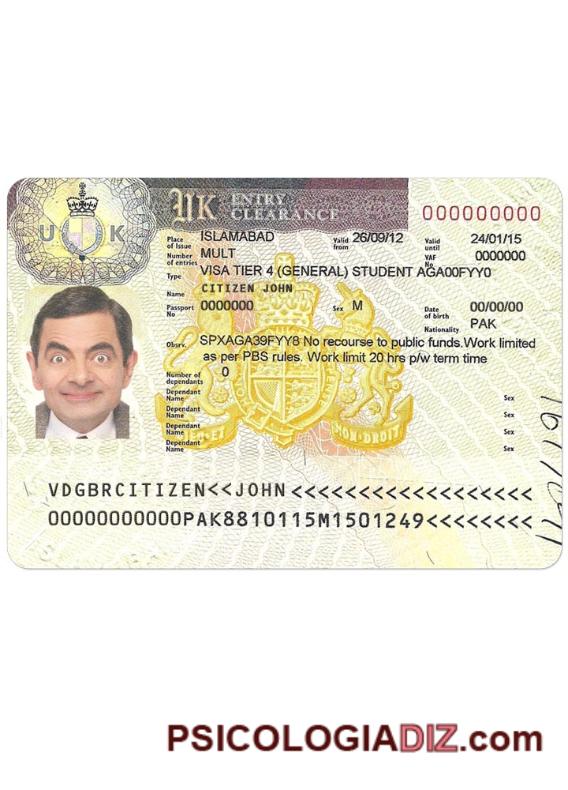 UK ENTRY CLEARANCE 000000000
U K
Place of Issue ISLAMABAD Valid from 26/09/12 Valid until 24/01/15
Number of entries MULT VAF No 0000000
Type VISA TIER 4 (GENERAL) STUDENT AGA00FYY0
Name CITIZEN JOHN
Passport No 0000000 Sex M Date of birth 00/00/00
Nationality PAK
Obsrv. SPXAGA39FYY8 No recourse to public funds.Work limited
as per PBS rules. Work limit 20 hrs p/w term time
Number of dependants 0
Dependant Name Sex
Dependant Name Sex
Dependant Name Sex
Dependant Name Sex
MON DROIT
VDGBRCITIZEN<<JOHN<<<<<<<<<<<<<<<<<<
00000000000PAK8810115M1501249<<<<<<<
PSICOLOGIADIZ.com